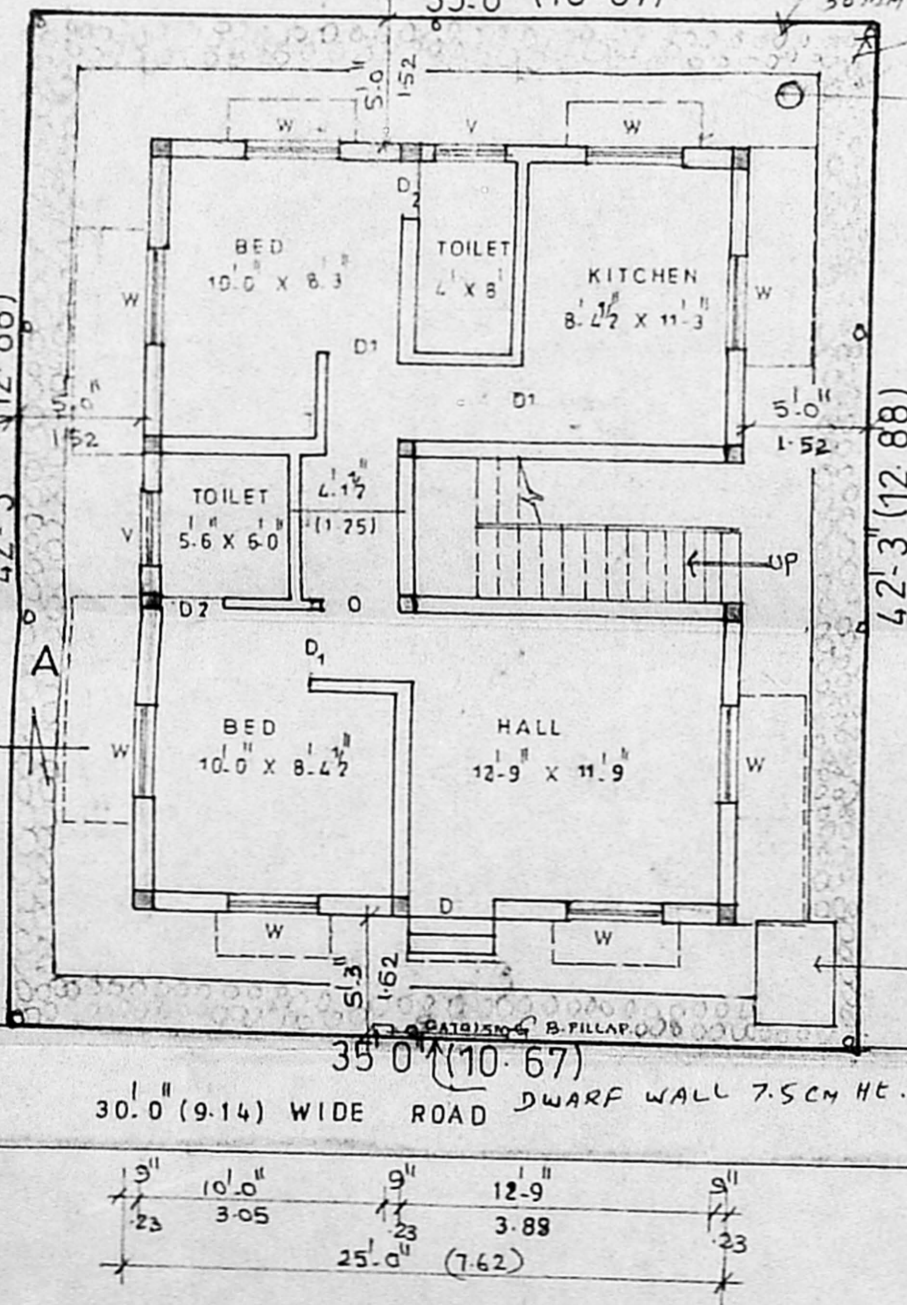 5'-0"
1.52
W
V
W
D2
BED
10'-0" X 8'-3"
TOILET
4' X 8'
KITCHEN
8'-4½" X 11'-3"
W
W
D1
D1
5'-0"
1.52
5'-0"
1.52
42'-3" (12.88)
TOILET
5'-6" X 6'-0"
4'-1½"
(1.25)
V
UP
D2
O
D1
A
BED
10'-0" X 8'-4½"
HALL
12'-9" X 11'-9"
W
W
D
W
W
5'-3"
1.62
B.PILLAR
35'0" (10.67)
30'-0" (9.14) WIDE ROAD
DWARF WALL 7.5CM HT.
9"
10'-0"
9"
12'-9"
9"
.23
3.05
.23
3.88
.23
25'-0" (7.62)